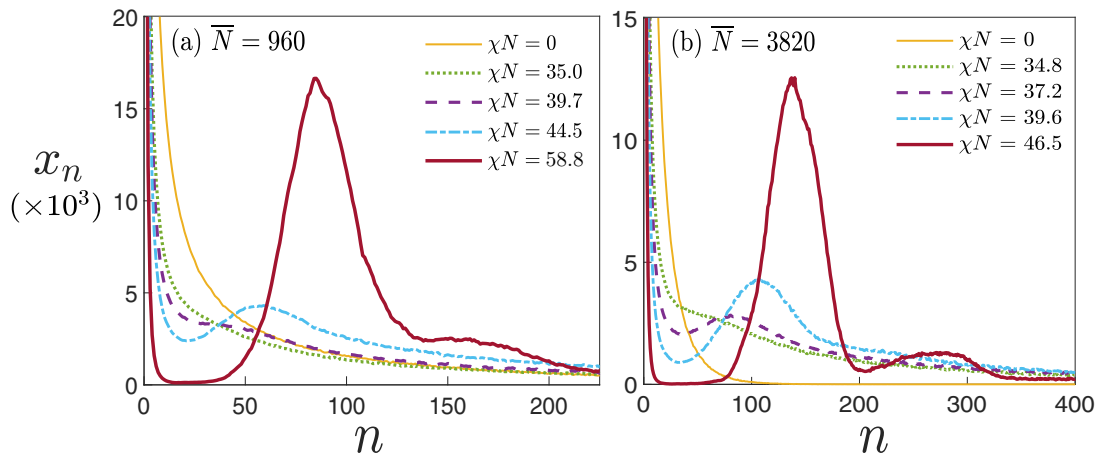 (a) N̅ = 960
χN = 0
χN = 35.0
χN = 39.7
χN = 44.5
χN = 58.8
20
15
10
5
0
0 50 100 150 200
n
xₙ
(×10³)
(b) N̅ = 3820
χN = 0
χN = 34.8
χN = 37.2
χN = 39.6
χN = 46.5
15
10
5
0
0 100 200 300 400
n